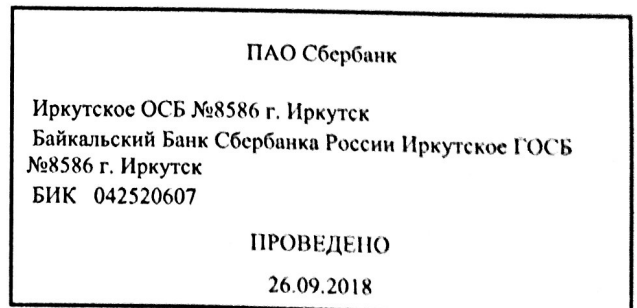 ПАО Сбербанк
Иркутское ОСБ №8586 г. Иркутск
Байкальский Банк Сбербанка России Иркутское ГОСБ
№8586 г. Иркутск
БИК 042520607
ПРОВЕДЕНО
26.09.2018